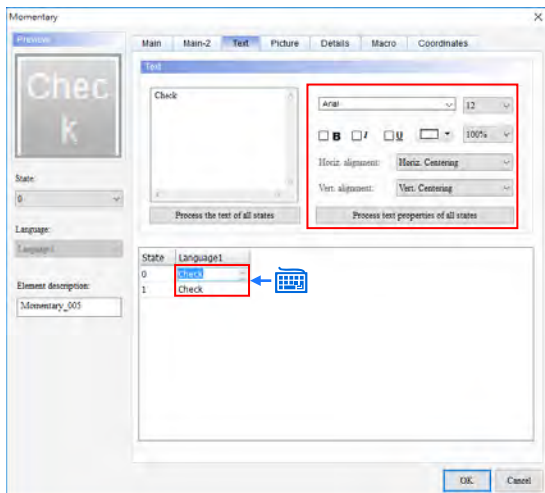 Momentary
Preview
Chec
k
State:
0
Language:
Language1
Element description:
Momentary_005
Main Main-2 Text Picture Details Macro Coordinates
Text
Check
Process the text of all states
Arial 12
B I U 100%
Horiz. alignment: Horiz. Centering
Vert. alignment: Vert. Centering
Process text properties of all states
State Language1
0 Check
1 Check
OK Cancel